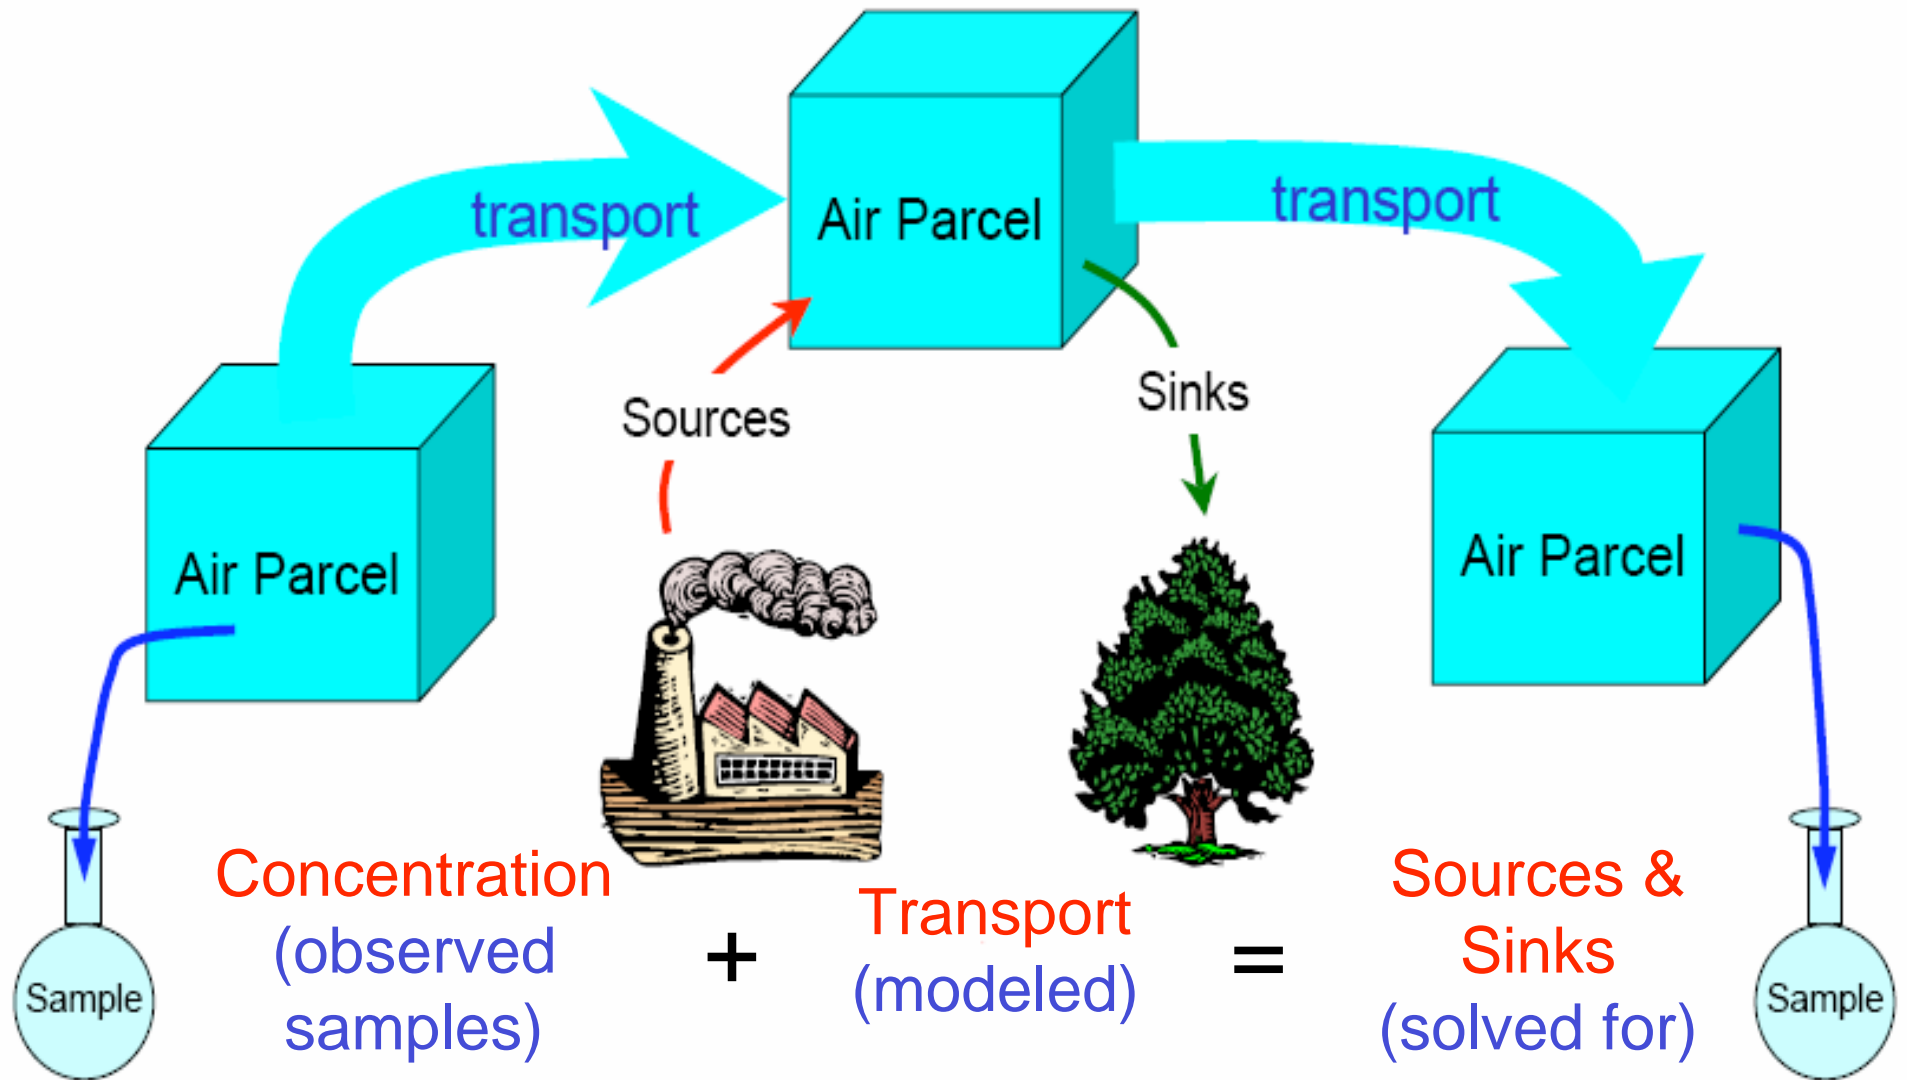 transport
Air Parcel
transport
Sources
Sinks
Air Parcel
Air Parcel
Concentration
(observed
samples)
+
Transport
(modeled)
=
Sources &
Sinks
(solved for)
Sample
Sample